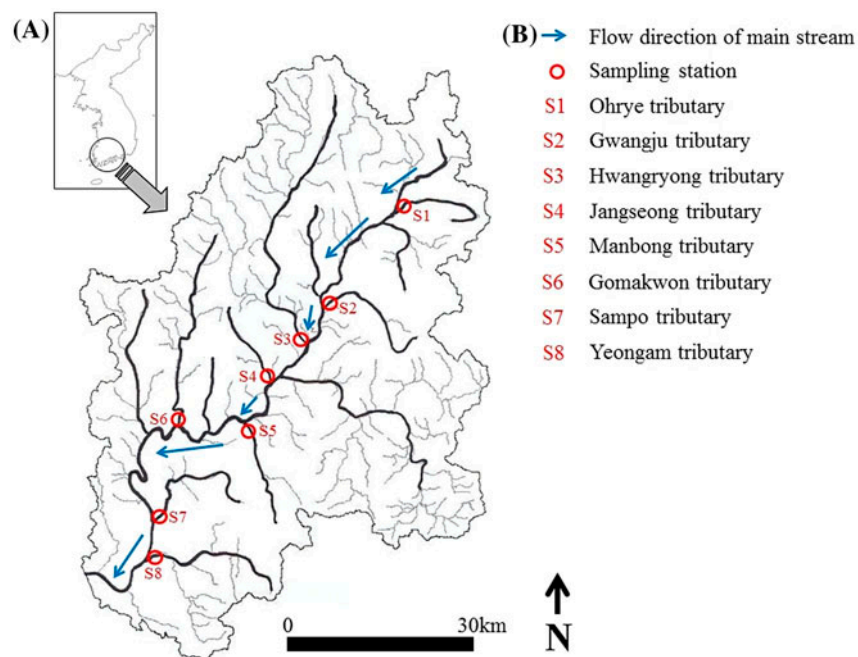 (A)
(B)
Flow direction of main stream
Sampling station
S1 Ohrye tributary
S2 Gwangju tributary
S3 Hwangryong tributary
S4 Jangseong tributary
S5 Manbong tributary
S6 Gomakwon tributary
S7 Sampo tributary
S8 Yeongam tributary
S1
S2
S3
S4
S6
S5
S7
S8
0 30km
N